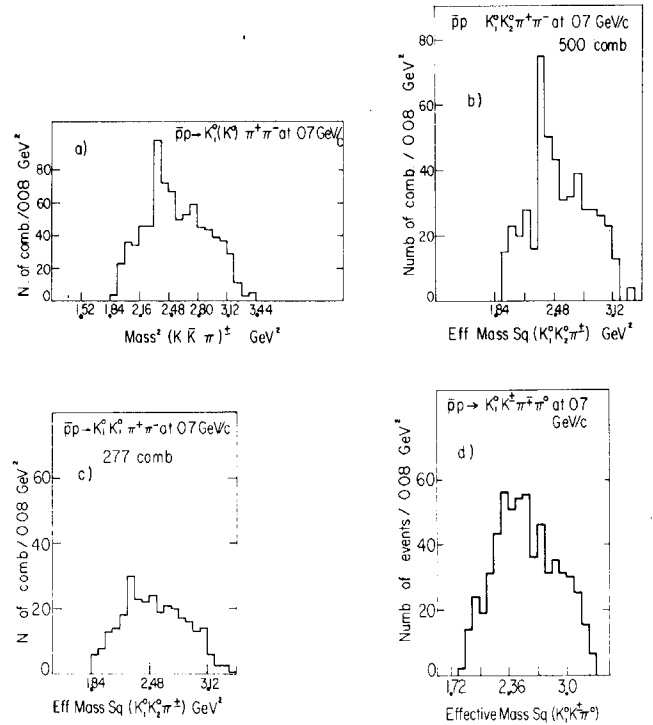 a)
p̄p → K₁⁰(K⁰) π⁺π⁻ at 07 GeV/c
N. of comb/008 GeV²
80
60
40
20
0
1,52 1,84 2,16 2,48 2,80 3,12 3,44
Mass² (K K̄ π)± GeV²
p̄p K₁⁰K₂⁰π⁺π⁻ at 07 GeV/c
500 comb
b)
Numb of comb / 008 GeV²
80
60
40
20
0
1,84 2,48 3,12
Eff Mass Sq (K₁⁰K₂⁰π±) GeV²
p̄p → K₁⁰K₁⁰ π⁺π⁻ at 07 GeV/c
277 comb
c)
N of comb/008 GeV²
60
40
20
0
1,84 2,48 3,12
Eff Mass Sq (K₁⁰K₂⁰π±) GeV²
p̄p → K₁⁰K±π∓π⁰ at 07
GeV/c
d)
Numb of events / 008 GeV²
60
40
20
0
1,72 2,36 3,0
Effective Mass Sq (K₁⁰K±π⁰)